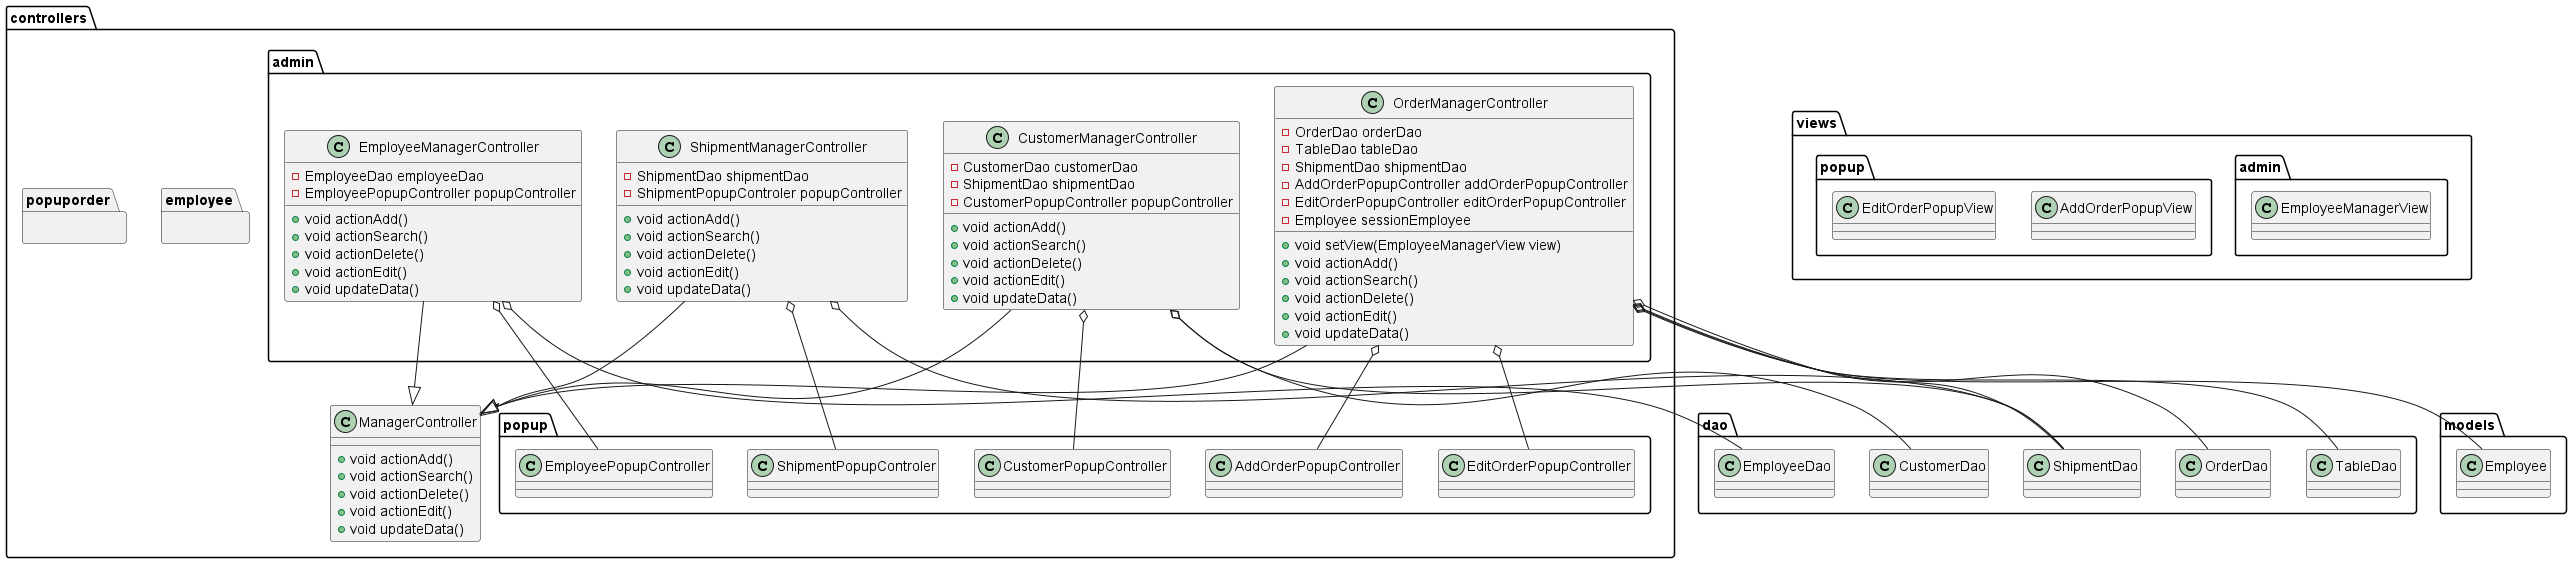 controllers
admin
C EmployeeManagerController
EmployeeDao employeeDao
EmployeePopupController popupController
void actionAdd()
void actionSearch()
void actionDelete()
void actionEdit()
void updateData()
C ShipmentManagerController
ShipmentDao shipmentDao
ShipmentPopupControler popupController
void actionAdd()
void actionSearch()
void actionDelete()
void actionEdit()
void updateData()
C CustomerManagerController
CustomerDao customerDao
ShipmentDao shipmentDao
CustomerPopupController popupController
void actionAdd()
void actionSearch()
void actionDelete()
void actionEdit()
void updateData()
C OrderManagerController
OrderDao orderDao
TableDao tableDao
ShipmentDao shipmentDao
AddOrderPopupController addOrderPopupController
EditOrderPopupController editOrderPopupController
Employee sessionEmployee
void setView(EmployeeManagerView view)
void actionAdd()
void actionSearch()
void actionDelete()
void actionEdit()
void updateData()
popuporder
employee
views
popup
C EditOrderPopupView
C AddOrderPopupView
admin
C EmployeeManagerView
C ManagerController
void actionAdd()
void actionSearch()
void actionDelete()
void actionEdit()
void updateData()
popup
C EmployeePopupController
C ShipmentPopupControler
C CustomerPopupController
C AddOrderPopupController
C EditOrderPopupController
dao
C EmployeeDao
C CustomerDao
C ShipmentDao
C OrderDao
C TableDao
models
C Employee